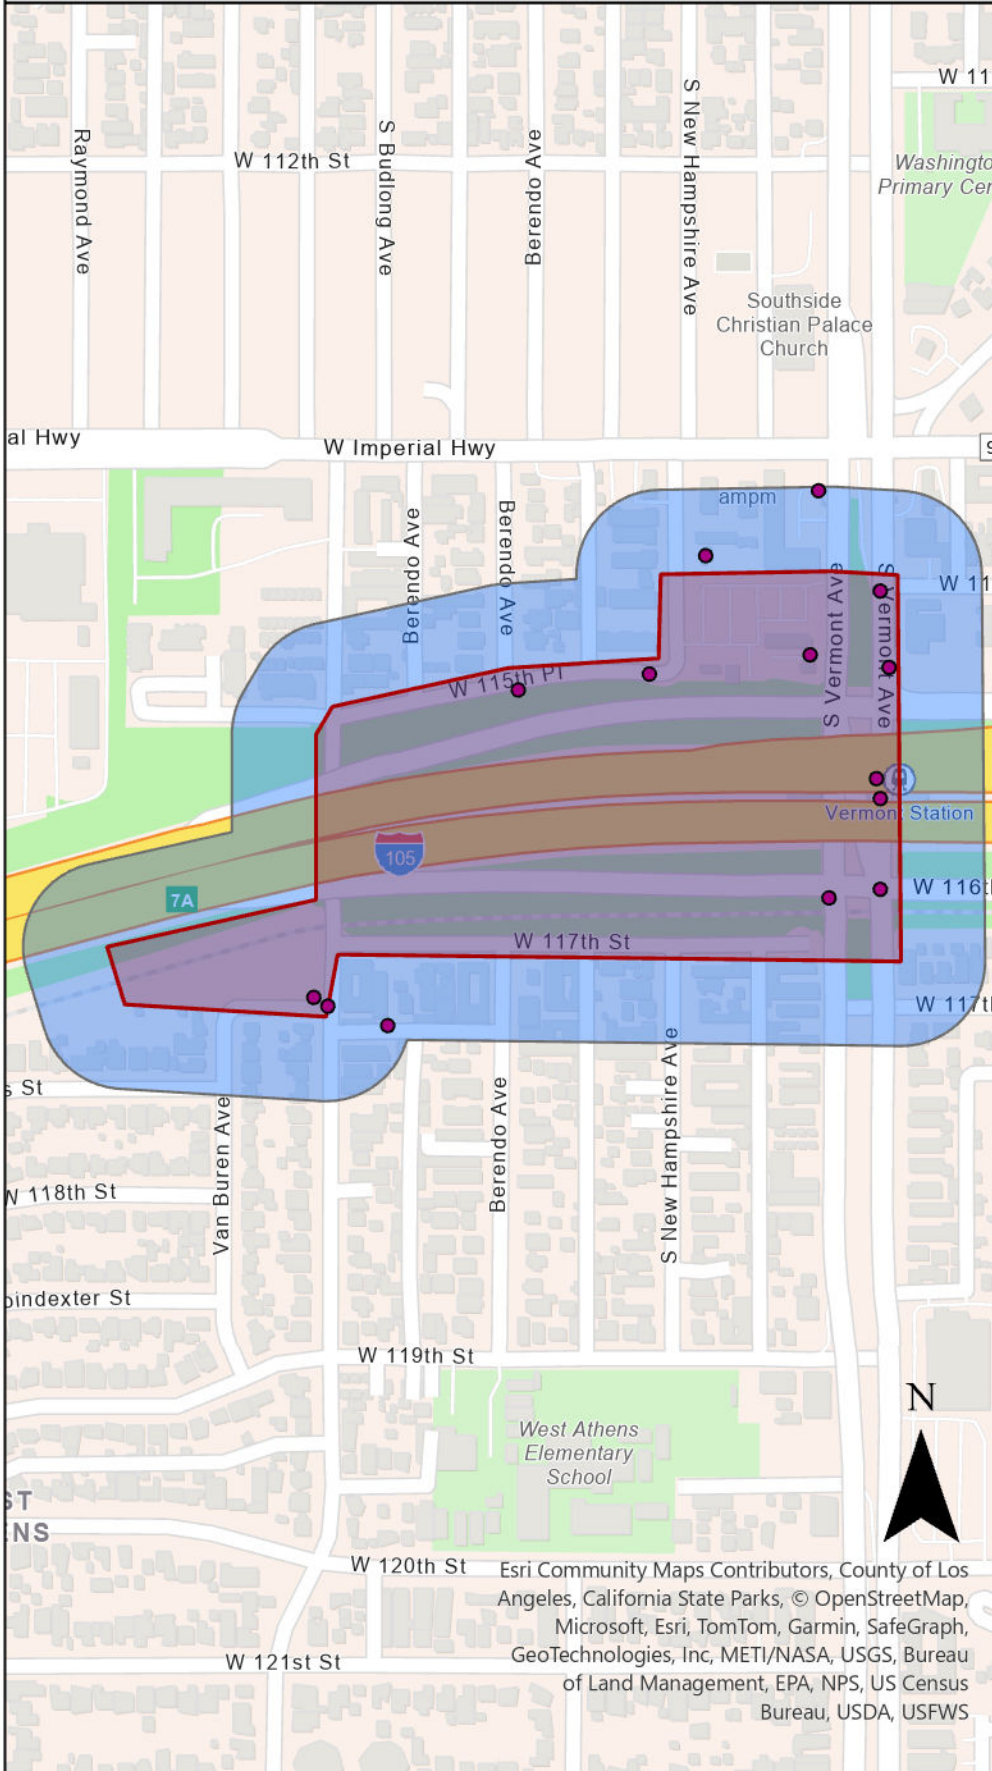 W 11
S New Hampshire Ave
S Budlong Ave
Raymond Ave
Berendo Ave
W 112th St
Washingto
Primary Cen
Southside
Christian Palace
Church
al Hwy
W Imperial Hwy
9
ampm
Berendo Ave
Berendo Ave
S Vermont Ave
S Vermont Ave
W 11
W 115th Pl
Vermont Station
105
7A
W 116t
W 117th St
W 117t
s St
Van Buren Ave
Berendo Ave
S New Hampshire Ave
W 118th St
oindexter St
W 119th St
N
West Athens
Elementary
School
ST
ENS
W 120th St
Esri Community Maps Contributors, County of Los
Angeles, California State Parks, © OpenStreetMap,
Microsoft, Esri, TomTom, Garmin, SafeGraph,
GeoTechnologies, Inc, METI/NASA, USGS, Bureau
of Land Management, EPA, NPS, US Census
Bureau, USDA, USFWS
W 121st St